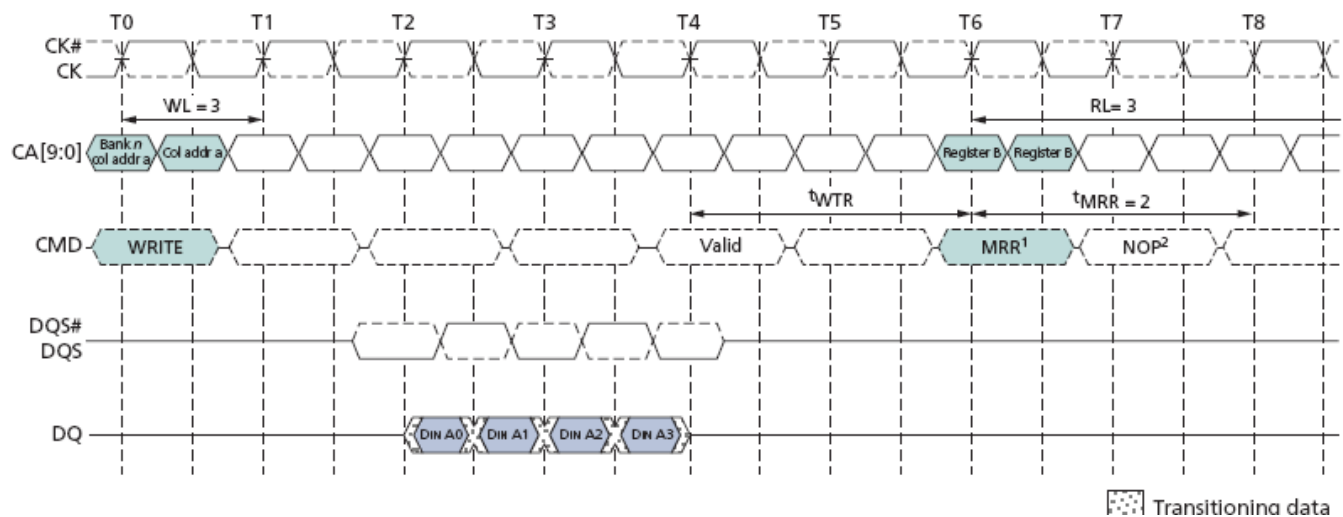 T0 T1 T2 T3 T4 T5 T6 T7 T8
CK#
CK
WL = 3 RL= 3
CA[9:0] Bank n col addr a Col addr a Register B Register B
tWTR tMRR = 2
CMD WRITE Valid MRR1 NOP2
DQS#
DQS
DQ DIN A0 DIN A1 DIN A2 DIN A3
Transitioning data